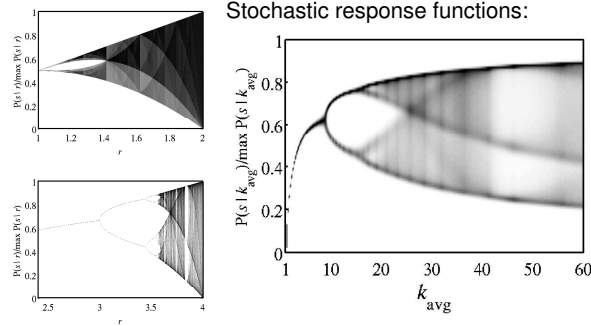 Stochastic response functions:
P(s | r)/max P(s | r)
1
0.8
0.6
0.4
0.2
0
1 1.2 1.4 1.6 1.8 2
r
P(s | r)/max P(s | r)
1
0.8
0.6
0.4
0.2
0
2.5 3 3.5 4
r
P(s | k_avg)/max P(s | k_avg)
1
0.8
0.6
0.4
0.2
0
1 10 20 30 40 50 60
k_avg